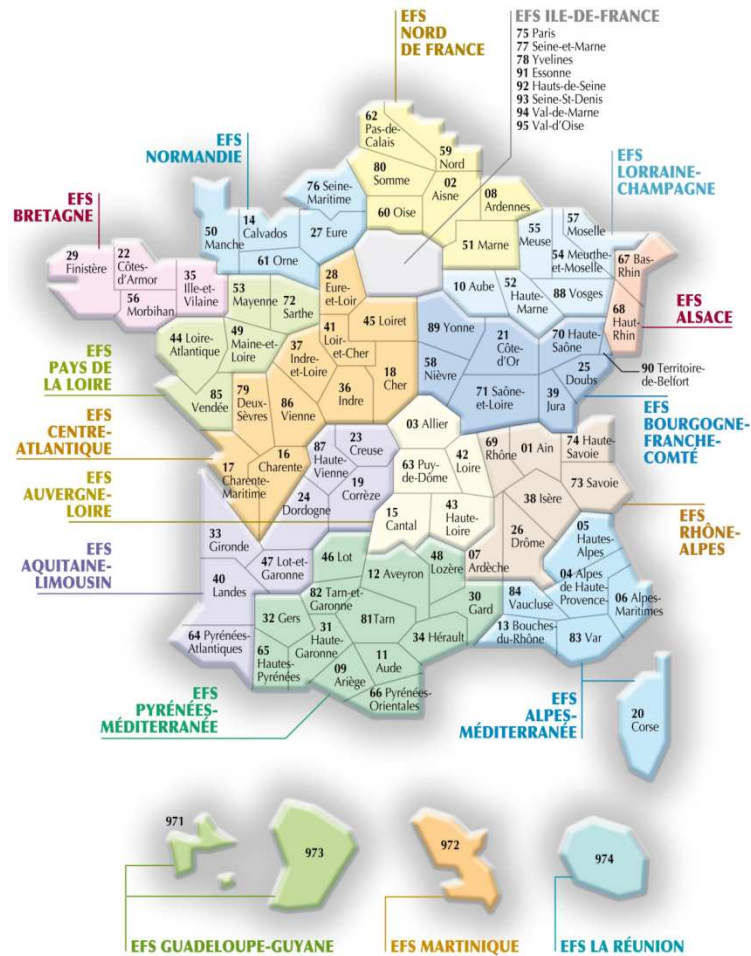 EFS
NORD
DE FRANCE
EFS ILE-DE-FRANCE
75 Paris
77 Seine-et-Marne
78 Yvelines
91 Essonne
92 Hauts-de-Seine
93 Seine-St-Denis
94 Val-de-Marne
95 Val-d'Oise
EFS
NORMANDIE
EFS
LORRAINE-
CHAMPAGNE
EFS
BRETAGNE
EFS
ALSACE
62
Pas-de-
Calais
59
Nord
80
Somme
02
Aisne
60 Oise
08
Ardennes
51 Marne
76 Seine-
Maritime
27 Eure
14
Calvados
50
Manche
61 Orne
55
Meuse
57
Moselle
54 Meurthe-
et-Moselle
10 Aube
52
Haute-
Marne
88 Vosges
67 Bas-
Rhin
68
Haut-
Rhin
29
Finistère
22
Côtes-
d'Armor
35
Ille-et-
Vilaine
56
Morbihan
53
Mayenne
72
Sarthe
44 Loire-
Atlantique
49
Maine-et-
Loire
85
Vendée
28
Eure-
et-Loir
41
Loir-
et-Cher
45 Loiret
37
Indre-
et-Loire
36
Indre
18
Cher
79
Deux-
Sèvres
86
Vienne
16
Charente
17
Charente-
Maritime
89 Yonne
21
Côte-
d'Or
58
Nièvre
71 Saône-
et-Loire
70 Haute-
Saône
25
Doubs
39
Jura
90 Territoire-
de-Belfort
EFS
PAYS DE
LA LOIRE
EFS
CENTRE-
ATLANTIQUE
EFS
AUVERGNE-
LOIRE
EFS
AQUITAINE-
LIMOUSIN
EFS
BOURGOGNE-
FRANCHE-
COMTÉ
EFS
RHÔNE-
ALPES
03 Allier
63 Puy-
de-Dôme
42
Loire
15
Cantal
43
Haute-
Loire
23
Creuse
87
Haute-
Vienne
19
Corrèze
24
Dordogne
33
Gironde
47 Lot-et-
Garonne
40
Landes
64 Pyrénées-
Atlantiques
69
Rhône
01 Ain
74 Haute-
Savoie
73 Savoie
38 Isère
26
Drôme
07
Ardèche
05
Hautes-
Alpes
04 Alpes
de Haute-
Provence-
06 Alpes-
Maritimes
84
Vaucluse
13 Bouches-
du-Rhône
83 Var
20
Corse
46 Lot
12 Aveyron
48
Lozère
82 Tarn-et-
Garonne
32 Gers
31
Haute-
Garonne
81Tarn
30
Gard
34 Hérault
65
Hautes-
Pyrénées
09
Ariège
11
Aude
66 Pyrénées-
Orientales
EFS
PYRÉNÉES-
MÉDITERRANÉE
EFS
ALPES-
MÉDITERRANÉE
971
973
972
974
EFS GUADELOUPE-GUYANE
EFS MARTINIQUE
EFS LA RÉUNION